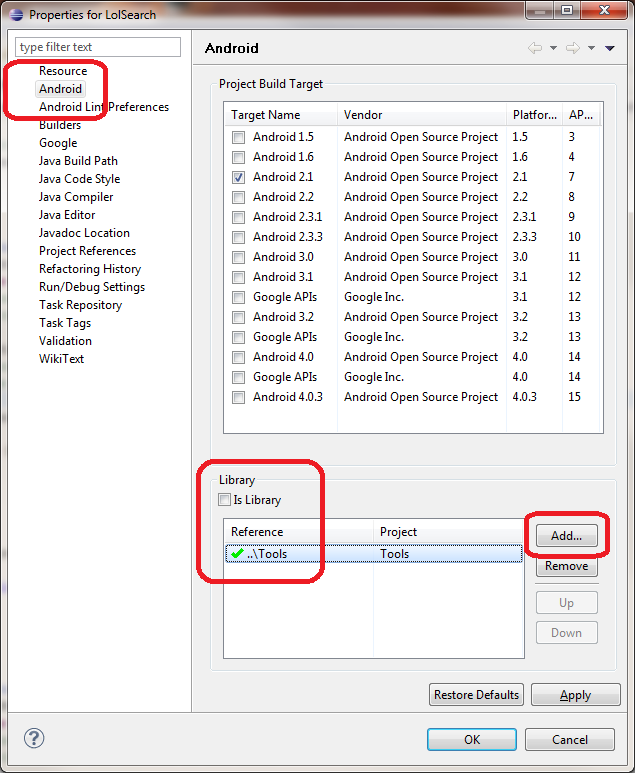 Properties for LolSearch
type filter text
Resource
Android
Android Lint Preferences
Builders
Google
Java Build Path
Java Code Style
Java Compiler
Java Editor
Javadoc Location
Project References
Refactoring History
Run/Debug Settings
Task Repository
Task Tags
Validation
WikiText
Android
Project Build Target
Target Name Vendor Platfor... AP...
Android 1.5 Android Open Source Project 1.5 3
Android 1.6 Android Open Source Project 1.6 4
Android 2.1 Android Open Source Project 2.1 7
Android 2.2 Android Open Source Project 2.2 8
Android 2.3.1 Android Open Source Project 2.3.1 9
Android 2.3.3 Android Open Source Project 2.3.3 10
Android 3.0 Android Open Source Project 3.0 11
Android 3.1 Android Open Source Project 3.1 12
Google APIs Google Inc. 3.1 12
Android 3.2 Android Open Source Project 3.2 13
Google APIs Google Inc. 3.2 13
Android 4.0 Android Open Source Project 4.0 14
Google APIs Google Inc. 4.0 14
Android 4.0.3 Android Open Source Project 4.0.3 15
Library
Is Library
Reference Project
..\Tools Tools
Add...
Remove
Up
Down
Restore Defaults Apply
? OK Cancel